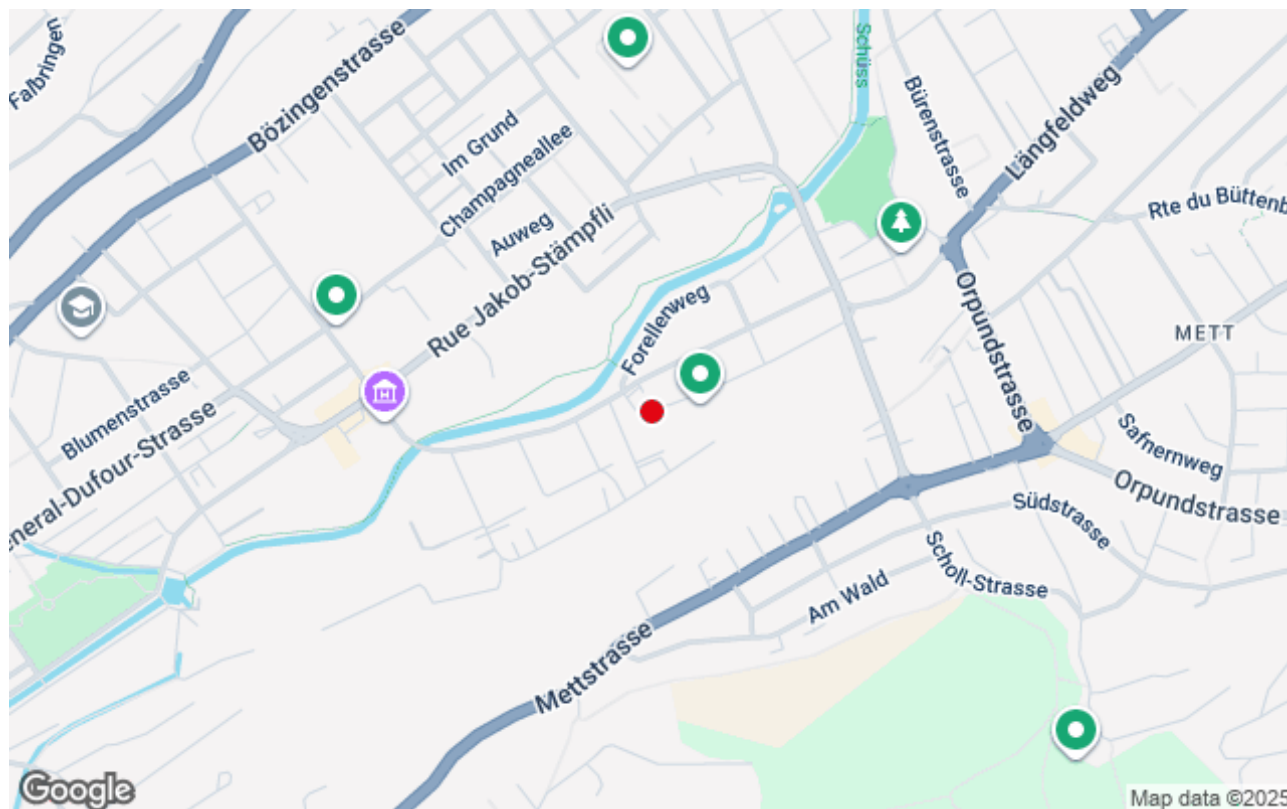 Falbringen
Bözingenstrasse
Schüss
Bürenstrasse
Längfeldweg
Im Grund
Champagneallee
Auweg
Rue Jakob-Stämpfli
Rte du Büttenb
Forellenweg
Orpundstrasse
METT
Blumenstrasse
eneral-Dufour-Strasse
Safnernweg
Orpundstrasse
Südstrasse
Scholl-Strasse
Am Wald
Mettstrasse
Google
Map data ©2025